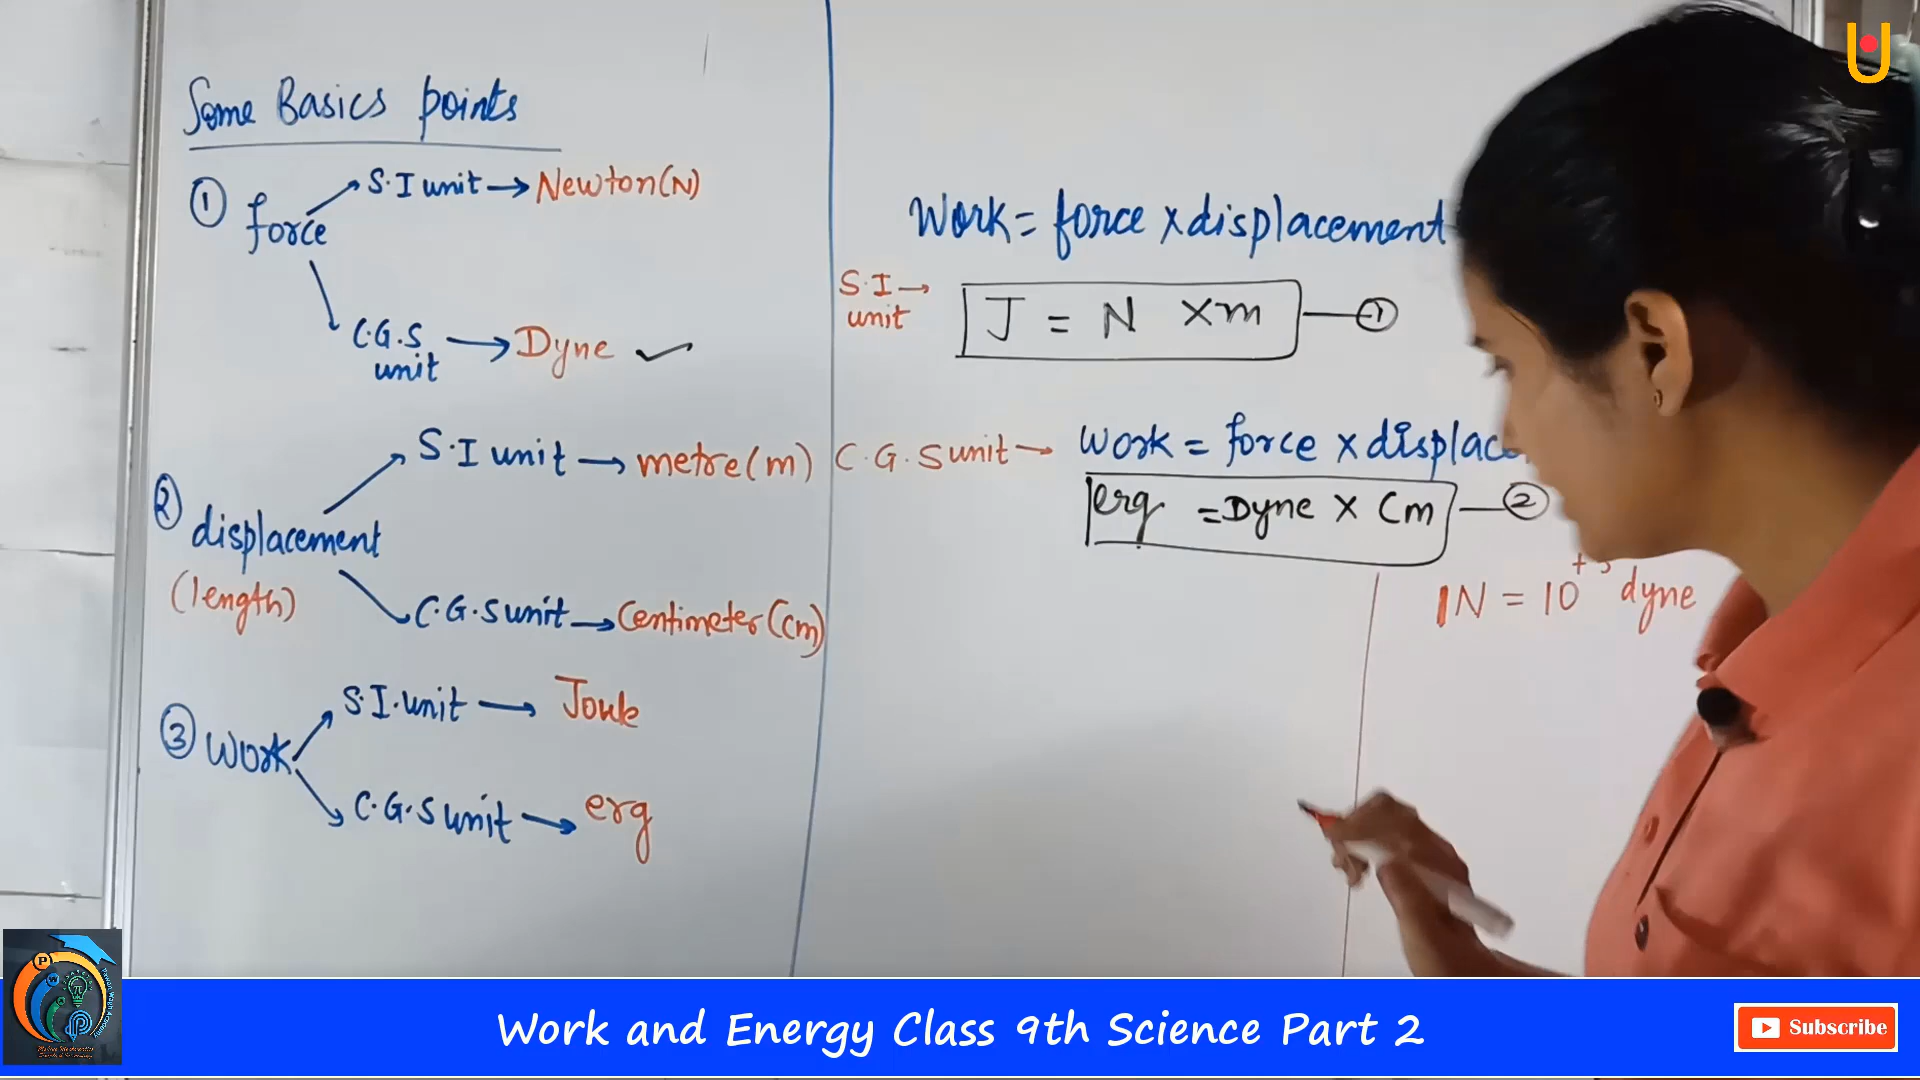 Some Basics points
① force
S.I unit → Newton(N)
C.G.S unit → Dyne ✓
② displacement (length)
S.I unit → metre(m)
C.G.S unit → Centimeter(cm)
③ Work
S.I. unit → Joule
C.G.S unit → erg
Work = force x displacement
S.I unit → J = N x m — ①
C.G.S unit → Work = force x displac
erg = Dyne x Cm — ②
1N = 10 dyne
Work and Energy Class 9th Science Part 2
Subscribe